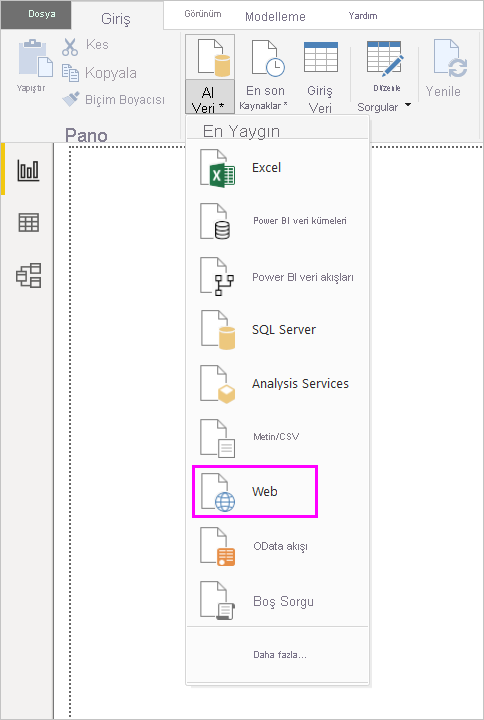 Dosya Giriş Görünüm Modelleme Yardım
Yapıştır
Kes
Kopyala
Biçim Boyacısı
Pano
Al
Veri *
En son
Kaynaklar *
Giriş
Veri
Düzenle
Sorgular
Yenile
En Yaygın
Excel
Power BI veri kümeleri
Power BI veri akışları
SQL Server
Analysis Services
Metin/CSV
Web
OData akışı
Boş Sorgu
Daha fazla...